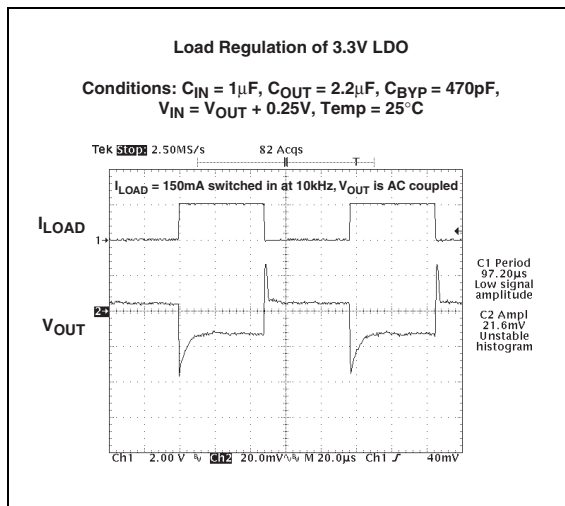 Load Regulation of 3.3V LDO
Conditions: CIN = 1μF, COUT = 2.2μF, CBYP = 470pF,
VIN = VOUT + 0.25V, Temp = 25°C
Tek Stop: 2.50MS/s 82 Acqs
T
ILOAD = 150mA switched in at 10kHz, VOUT is AC coupled
ILOAD
1
C1 Period
97.20μs
Low signal
amplitude
2
VOUT
C2 Ampl
21.6mV
Unstable
histogram
Ch1 2.00 V Ch2 20.0mV M 20.0μs Ch1 40mV